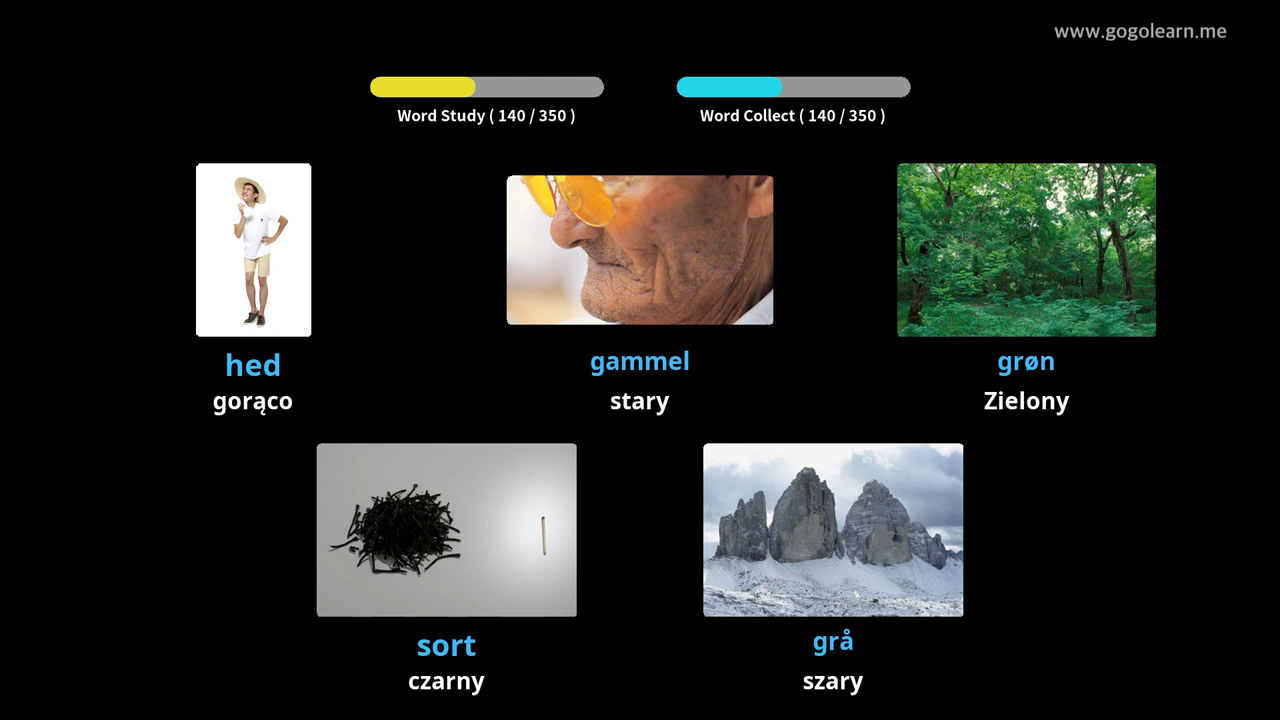 www.gogolearn.me
Word Study ( 140 / 350 )
Word Collect ( 140 / 350 )
hed
gorąco
gammel
stary
grøn
Zielony
sort
czarny
grå
szary